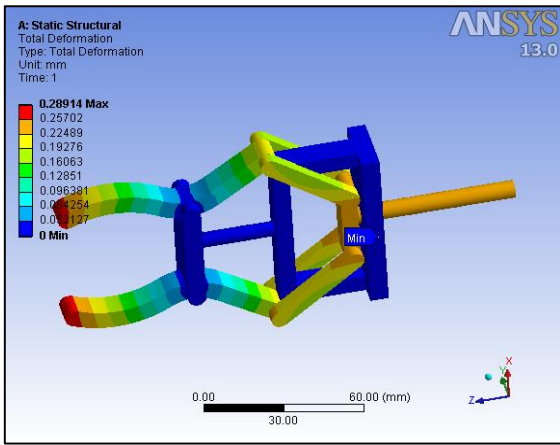 A: Static Structural
Total Deformation
Type: Total Deformation
Unit: mm
Time: 1
ANSYS
13.0
0.28914 Max
0.25702
0.22489
0.19276
0.16063
0.12851
0.096381
0 Min
Min
0.00
60.00 (mm)
30.00
X
Y
Z